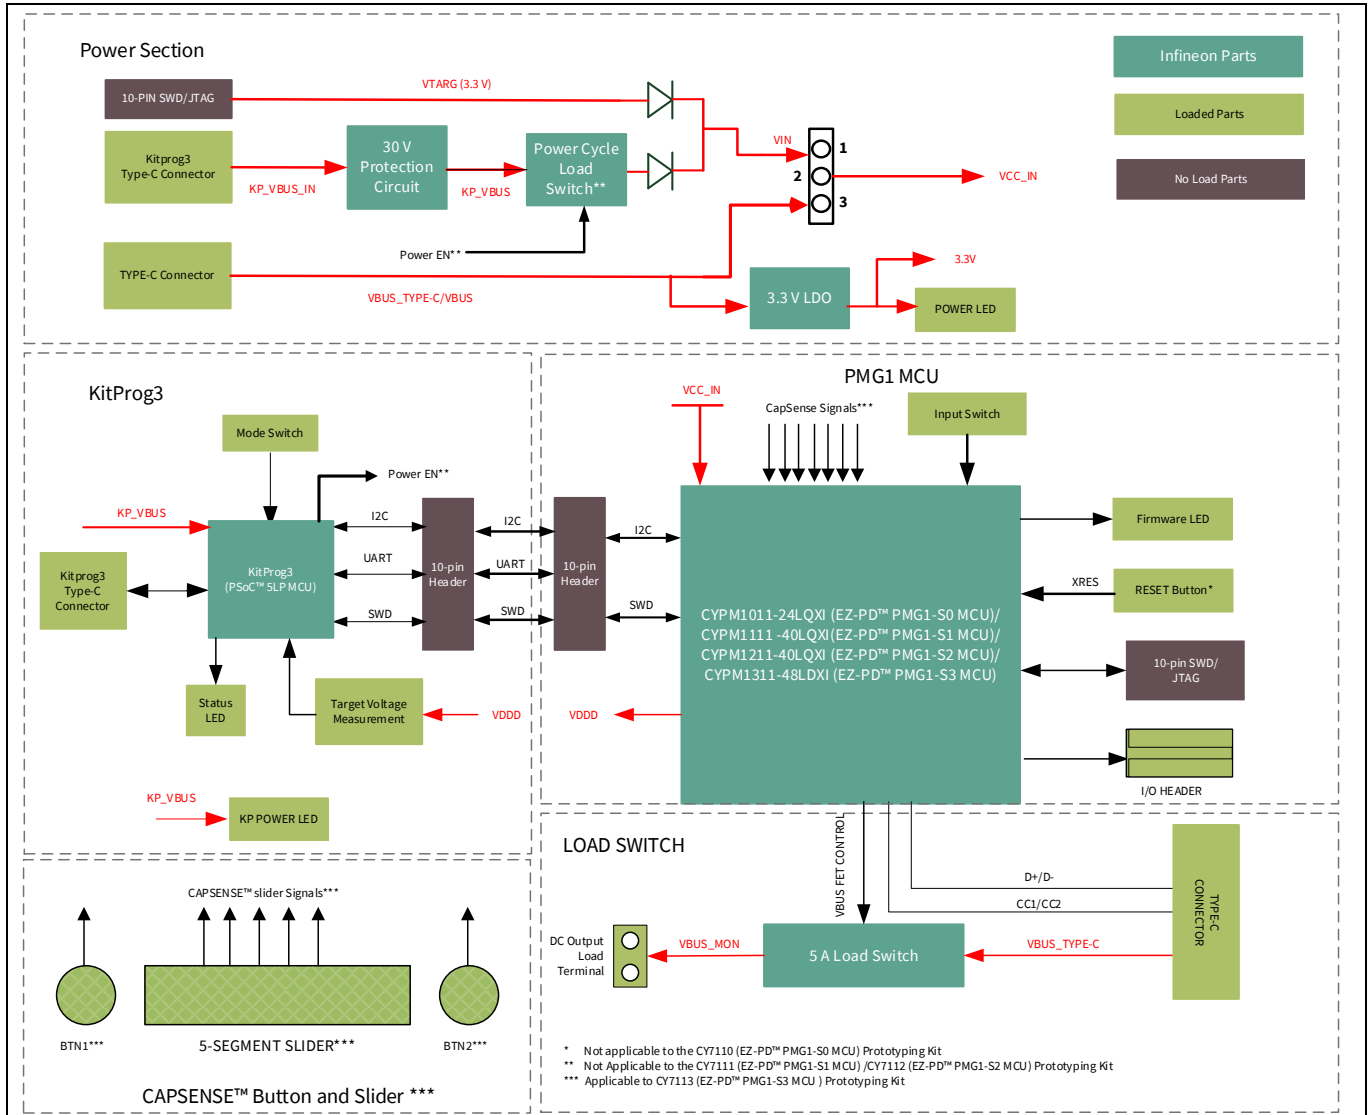 Power Section
Infineon Parts
Loaded Parts
No Load Parts
10-PIN SWD/JTAG
VTARG (3.3 V)
Kitprog3
Type-C Connector
KP_VBUS_IN
30 V
Protection
Circuit
KP_VBUS
Power Cycle
Load
Switch**
VIN
1
2
3
VCC_IN
Power EN**
TYPE-C Connector
VBUS_TYPE-C/VBUS
3.3 V LDO
3.3V
POWER LED
KitProg3
Mode Switch
Power EN**
KP_VBUS
Kitprog3
Type-C
Connector
KitProg3
(PSoC™ 5LP MCU)
I2C
UART
SWD
10-pin
Header
I2C
UART
SWD
Status
LED
Target Voltage
Measurement
VDDD
KP_VBUS
KP POWER LED
PMG1 MCU
VCC_IN
CapSense Signals***
Input Switch
10-pin
Header
I2C
SWD
VDDD
CYPM1011-24LQXI (EZ-PD™ PMG1-S0 MCU)/
CYPM1111 -40LQXI(EZ-PD™ PMG1-S1 MCU)/
CYPM1211-40LQXI (EZ-PD™ PMG1-S2 MCU)/
CYPM1311-48LDXI (EZ-PD™ PMG1-S3 MCU)
Firmware LED
XRES
RESET Button*
10-pin SWD/
JTAG
I/O HEADER
LOAD SWITCH
VBUS FET CONTROL
D+/D-
CC1/CC2
TYPE-C
CONNECTOR
DC Output
Load
Terminal
VBUS_MON
5 A Load Switch
VBUS_TYPE-C
* Not applicable to the CY7110 (EZ-PD™ PMG1-S0 MCU) Prototyping Kit
** Not Applicable to the CY7111 (EZ-PD™ PMG1-S1 MCU) /CY7112 (EZ-PD™ PMG1-S2 MCU) Prototyping Kit
*** Applicable to CY7113 (EZ-PD™ PMG1-S3 MCU ) Prototyping Kit
CAPSENSE™ slider Signals***
BTN1***
5-SEGMENT SLIDER***
BTN2***
CAPSENSE™ Button and Slider ***